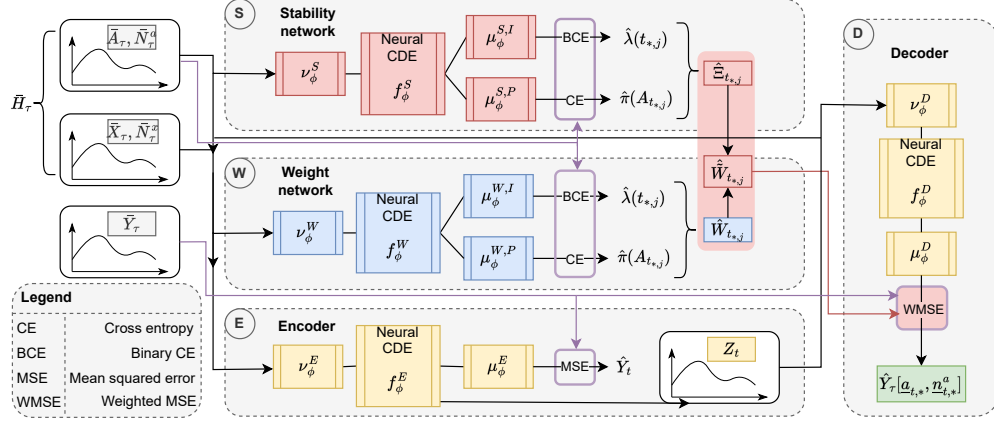 H̄_τ
Ā_τ, N̄_τ^a
X̄_τ, N̄_τ^x
Ȳ_τ
Legend
CE Cross entropy
BCE Binary CE
MSE Mean squared error
WMSE Weighted MSE
S
Stability
network
ν_ϕ^S
Neural
CDE
f_ϕ^S
μ_ϕ^{S,I}
μ_ϕ^{S,P}
BCE
CE
λ̂(t_{*,j})
π̂(A_{t_{*,j}})
Ξ̂_{t_{*,j}}
W
Weight
network
ν_ϕ^W
Neural
CDE
f_ϕ^W
μ_ϕ^{W,I}
μ_ϕ^{W,P}
BCE
CE
λ̂(t_{*,j})
π̂(A_{t_{*,j}})
W̃̂_{t_{*,j}}
Ŵ_{t_{*,j}}
E
Encoder
ν_ϕ^E
Neural
CDE
f_ϕ^E
μ_ϕ^E
MSE
Ŷ_t
Z_t
D
Decoder
ν_ϕ^D
Neural
CDE
f_ϕ^D
μ_ϕ^D
WMSE
Ŷ_τ[a̲_{t,*}, n̲_{t,*}^a]